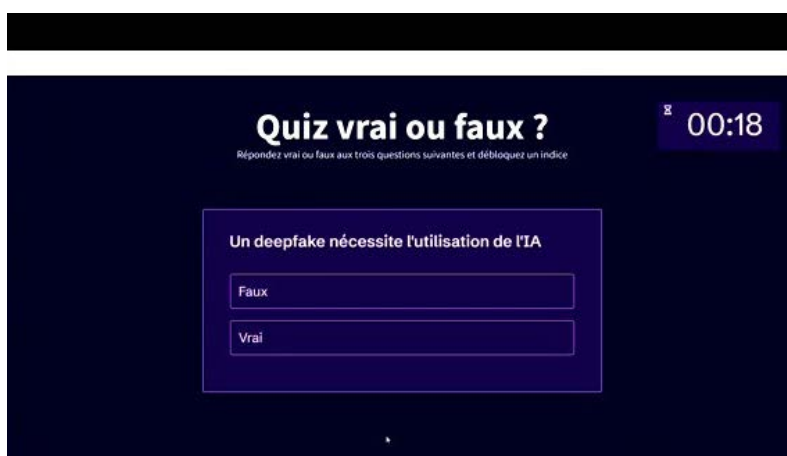 Quiz vrai ou faux ?
00:18
Répondez vrai ou faux aux trois questions suivantes et débloquez un indice
Un deepfake nécessite l'utilisation de l'IA
Faux
Vrai